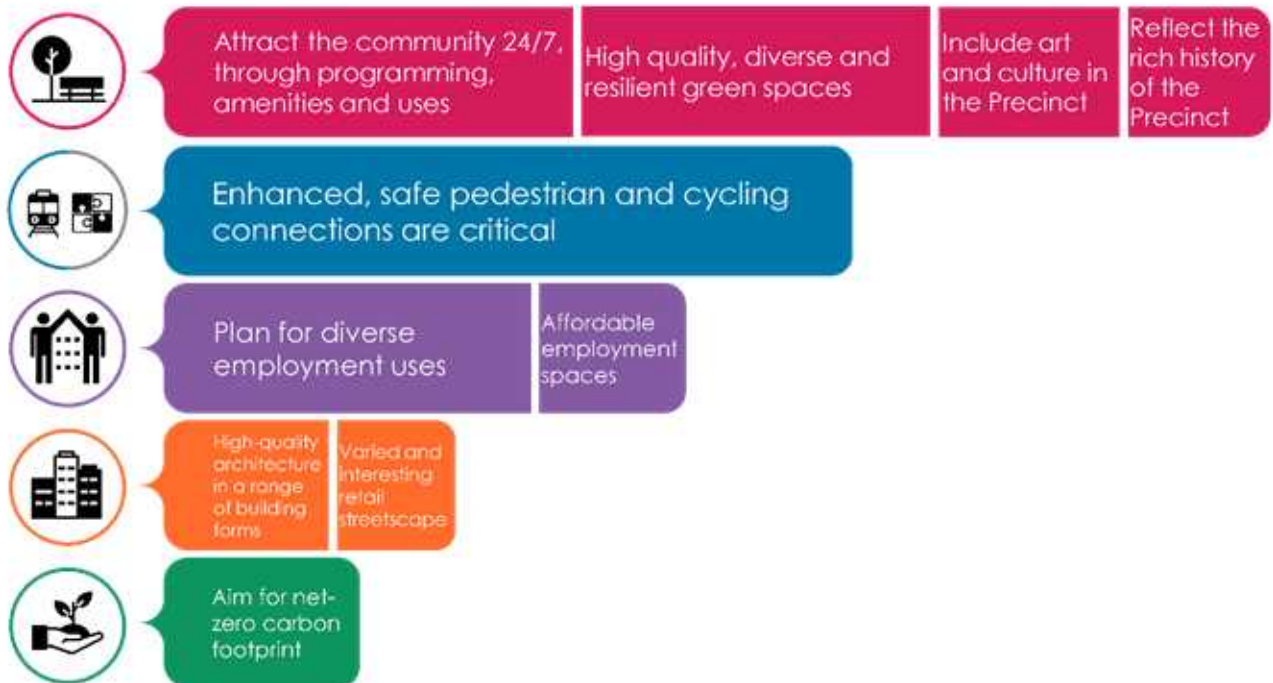 Attract the community 24/7,
through programming,
amenities and uses
High quality, diverse and
resilient green spaces
Include art
and culture in
the Precinct
Reflect the
rich history
of the
Precinct
Enhanced, safe pedestrian and cycling
connections are critical
Plan for diverse
employment uses
Affordable
employment
spaces
High-quality
architecture
in a range
of building
forms
Varied and
interesting
retail
streetscape
Aim for net-
zero carbon
footprint